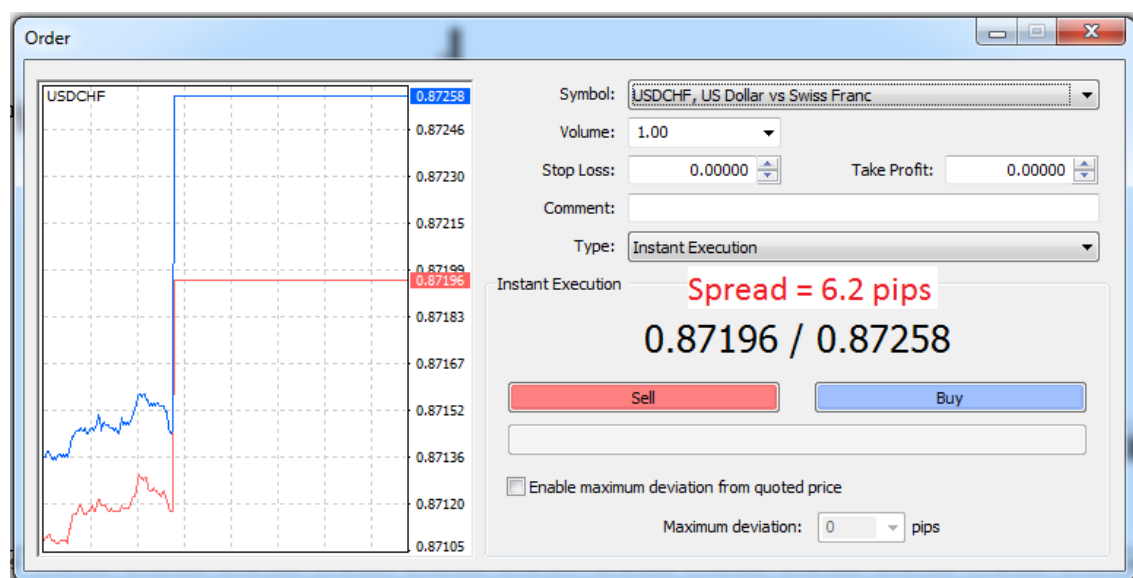 Order
USDCHF
0.87258
0.87246
0.87230
0.87215
0.87199
0.87196
0.87183
0.87167
0.87152
0.87136
0.87120
0.87105
Symbol: USDCHF, US Dollar vs Swiss Franc
Volume: 1.00
Stop Loss: 0.00000 Take Profit: 0.00000
Comment:
Type: Instant Execution
Instant Execution
Spread = 6.2 pips
0.87196 / 0.87258
Sell Buy
Enable maximum deviation from quoted price
Maximum deviation: 0 pips